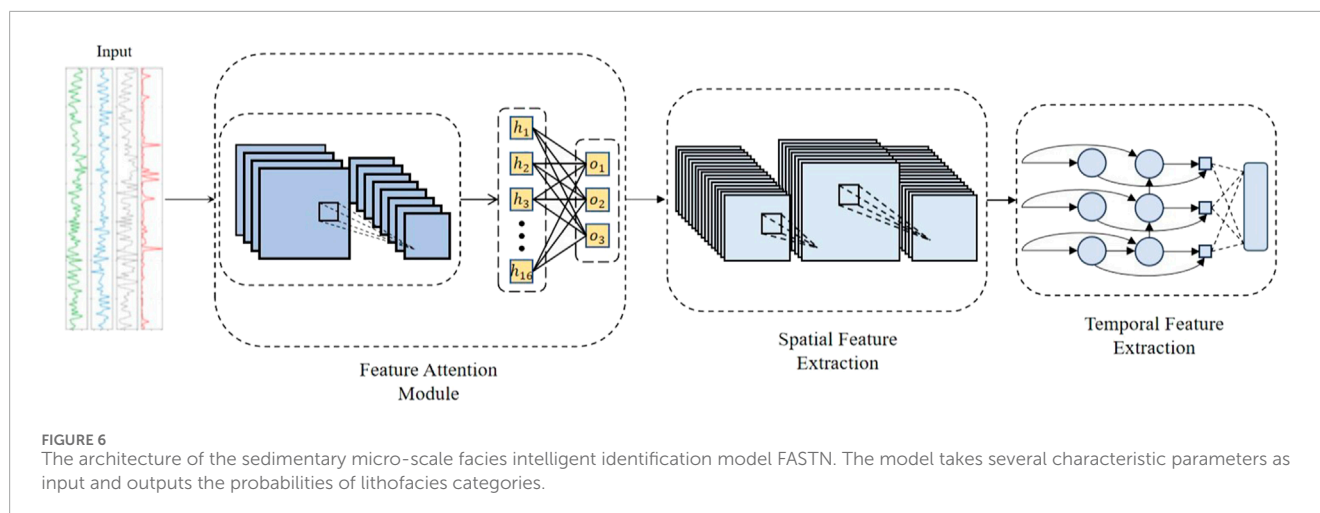 Input
h1
h2
h3
h16
o1
o2
o3
Feature Attention
Module
Spatial Feature
Extraction
Temporal Feature
Extraction
FIGURE 6
The architecture of the sedimentary micro-scale facies intelligent identification model FASTN. The model takes several characteristic parameters as
input and outputs the probabilities of lithofacies categories.